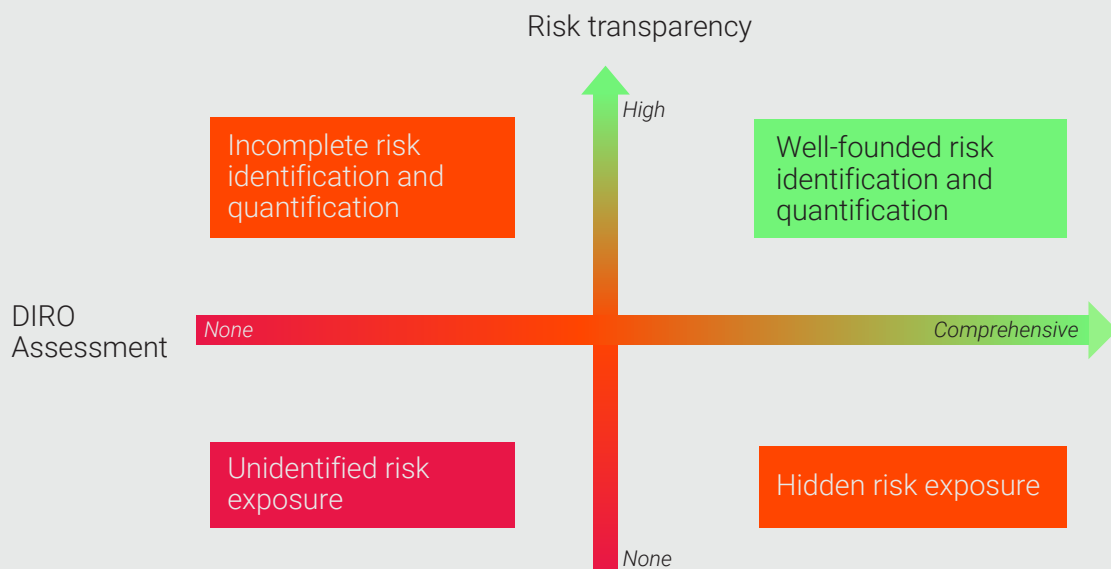 Risk transparency
High
Incomplete risk
identification and
quantification
Well-founded risk
identification and
quantification
DIRO
Assessment
None
Comprehensive
Unidentified risk
exposure
Hidden risk exposure
None